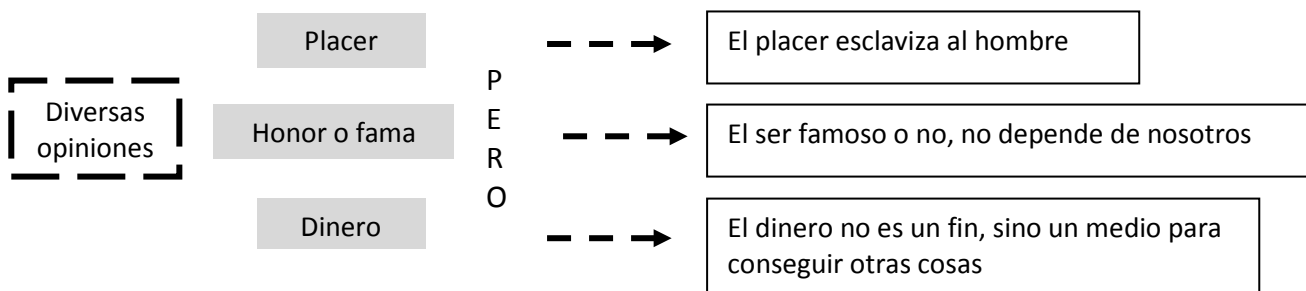 Diversas
opiniones
Placer
Honor o fama
Dinero
P
E
R
O
El placer esclaviza al hombre
El ser famoso o no, no depende de nosotros
El dinero no es un fin, sino un medio para
conseguir otras cosas